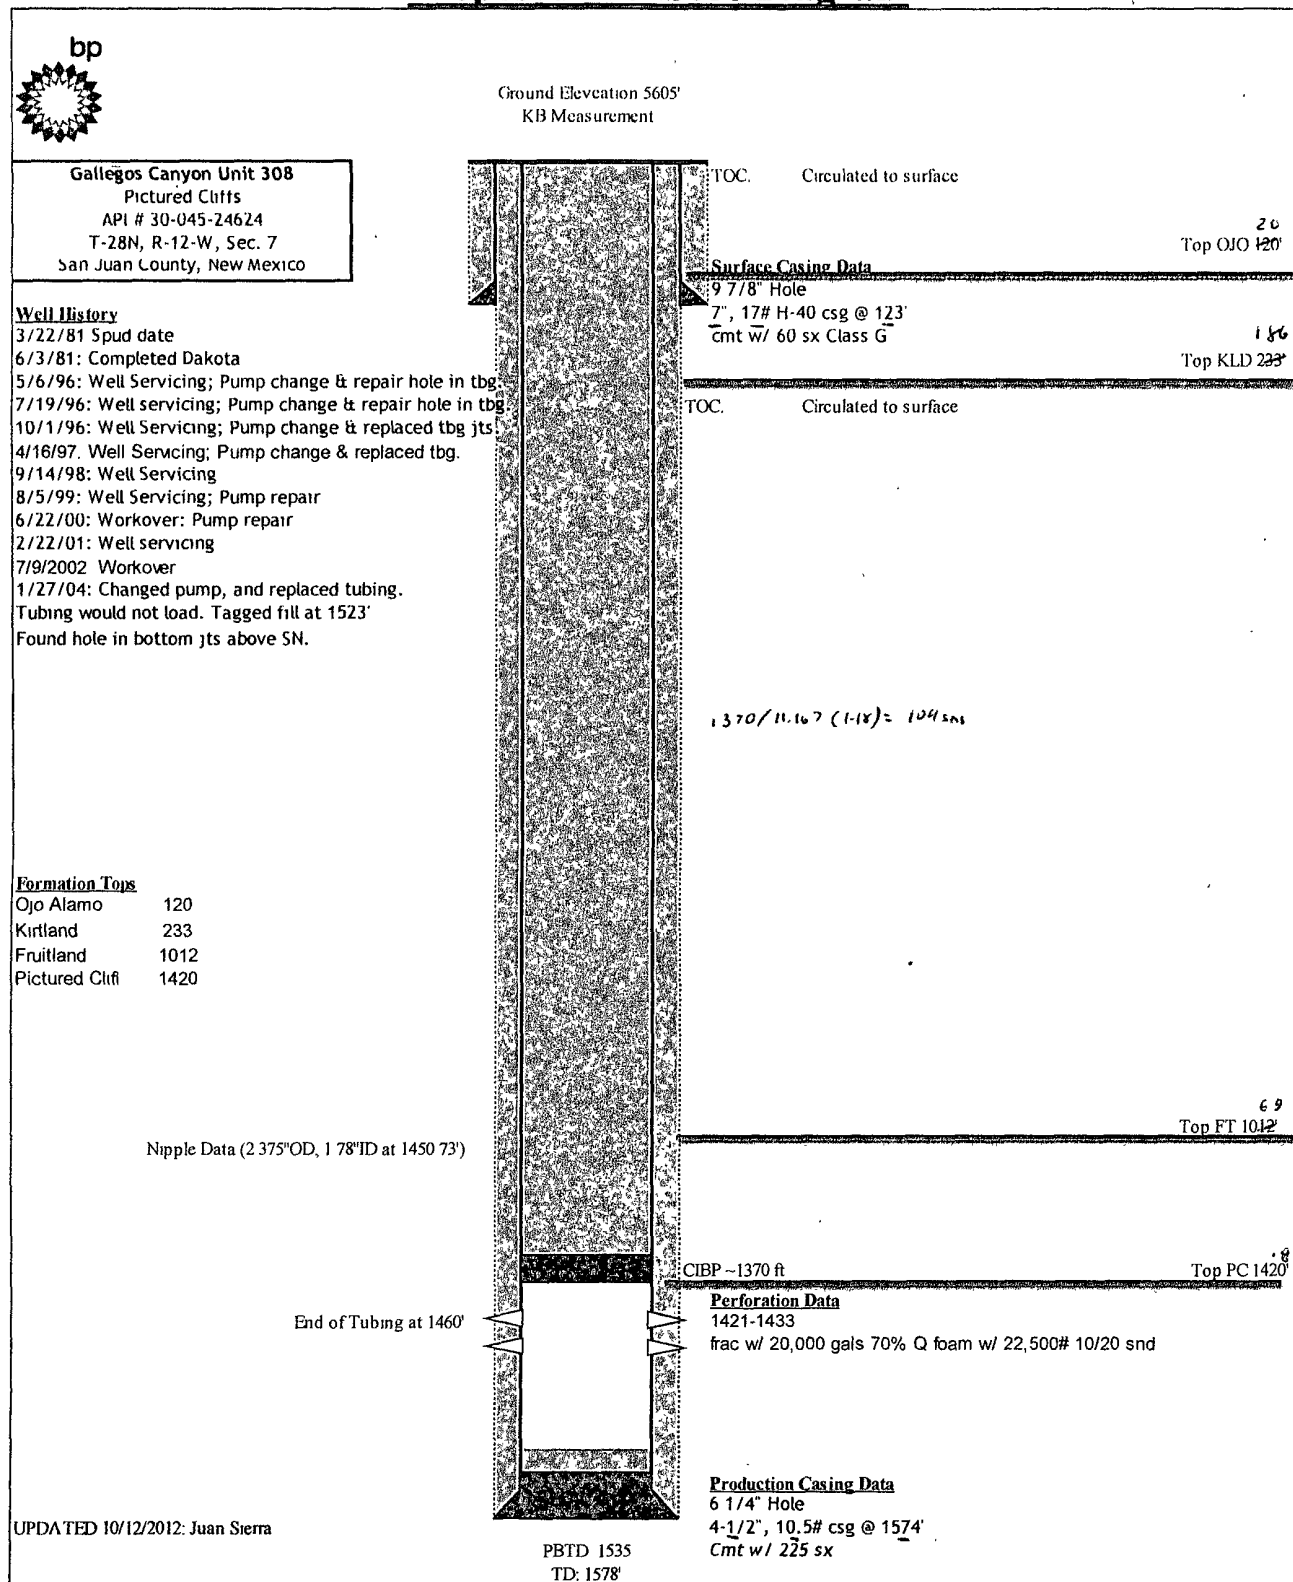 bp
Ground Elevcation 5605'
KB Measurement
Gallegos Canyon Unit 308
Pictured Cliffs
API # 30-045-24624
T-28N, R-12-W, Sec. 7
San Juan County, New Mexico
TOC. Circulated to surface
20
Top OJO 120'
Surface Casing Data
9 7/8" Hole
7", 17# H-40 csg @ 123'
cmt w/ 60 sx Class G
186
Top KLD 233'
TOC. Circulated to surface
Well History
3/22/81 Spud date
6/3/81: Completed Dakota
5/6/96: Well Servicing; Pump change & repair hole in tbg.
7/19/96: Well servicing; Pump change & repair hole in tbg.
10/1/96: Well Servicing; Pump change & replaced tbg jts.
4/16/97. Well Servicing; Pump change & replaced tbg.
9/14/98: Well Servicing
8/5/99: Well Servicing; Pump repair
6/22/00: Workover: Pump repair
2/22/01: Well servicing
7/9/2002 Workover
1/27/04: Changed pump, and replaced tubing.
Tubing would not load. Tagged fill at 1523'
Found hole in bottom jts above SN.
1370/11.167 (1.18)= 104 sxs
Formation Tops
Ojo Alamo 120
Kirtland 233
Fruitland 1012
Pictured Cliff 1420
69
Top FT 1012'
Nipple Data (2 375"OD, 1 78"ID at 1450 73')
CIBP ~1370 ft
Top PC 1420'
Perforation Data
1421-1433
frac w/ 20,000 gals 70% Q foam w/ 22,500# 10/20 snd
End of Tubing at 1460'
Production Casing Data
6 1/4" Hole
4-1/2", 10.5# csg @ 1574'
Cmt w/ 225 sx
UPDATED 10/12/2012: Juan Sierra
PBTD 1535
TD: 1578'